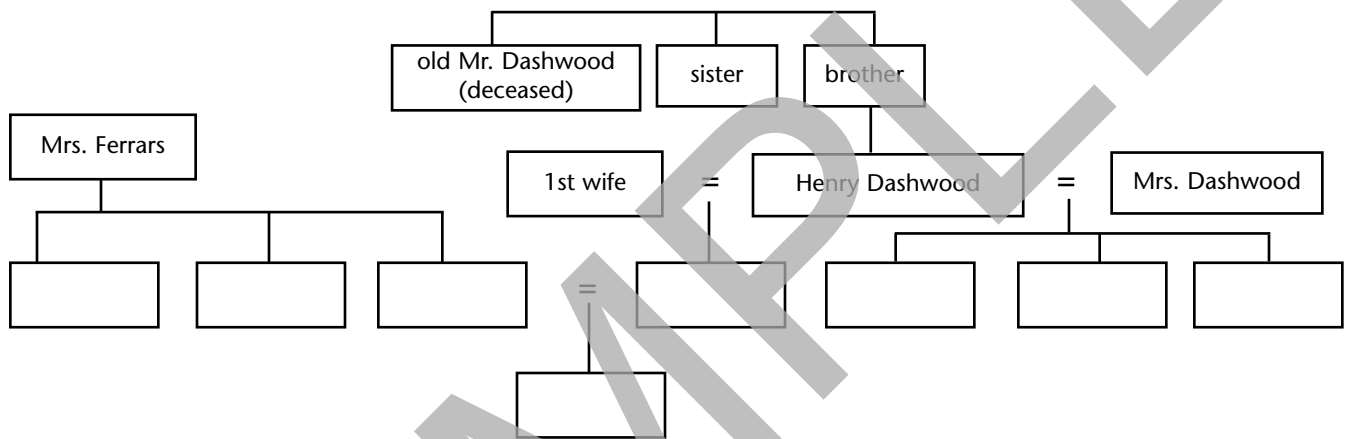 old Mr. Dashwood
(deceased)
sister
brother
Mrs. Ferrars
1st wife
=
Henry Dashwood
=
Mrs. Dashwood
=